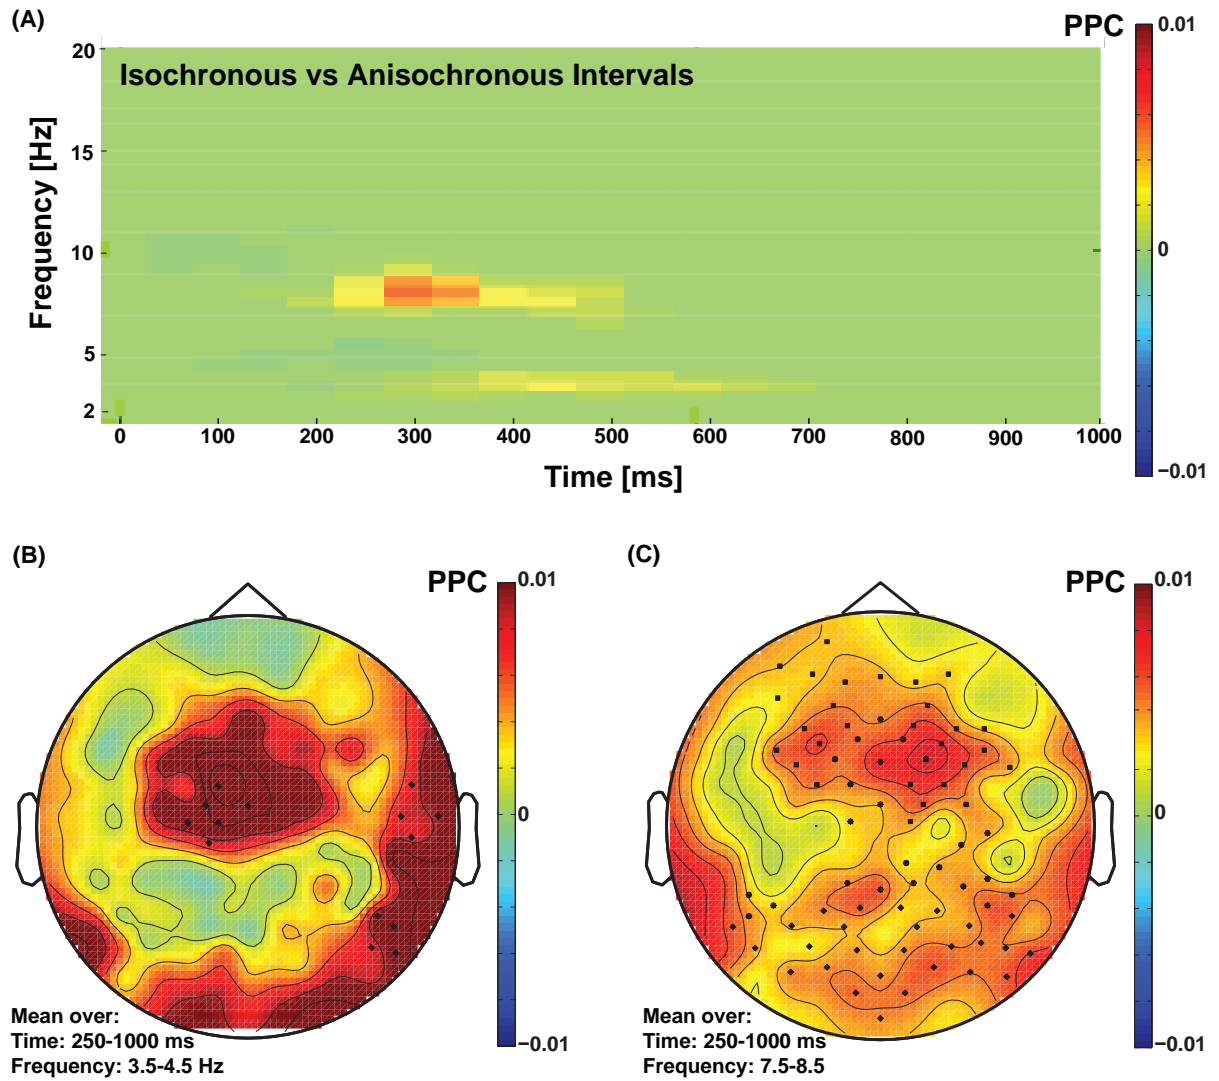 (A)
PPC
0.01
0
−0.01
Isochronous vs Anisochronous Intervals
Frequency [Hz]
20
15
10
5
2
0 100 200 300 400 500 600 700 800 900 1000
Time [ms]
(B)
PPC
0.01
0
−0.01
Mean over:
Time: 250-1000 ms
Frequency: 3.5-4.5 Hz
(C)
PPC
0.01
0
−0.01
Mean over:
Time: 250-1000 ms
Frequency: 7.5-8.5